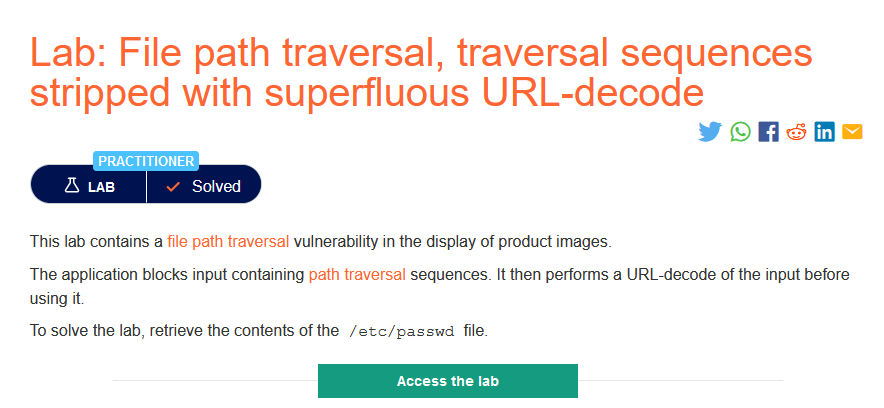 Lab: File path traversal, traversal sequences
stripped with superfluous URL-decode
PRACTITIONER
LAB
Solved
This lab contains a file path traversal vulnerability in the display of product images.
The application blocks input containing path traversal sequences. It then performs a URL-decode of the input before
using it.
To solve the lab, retrieve the contents of the /etc/passwd file.
Access the lab